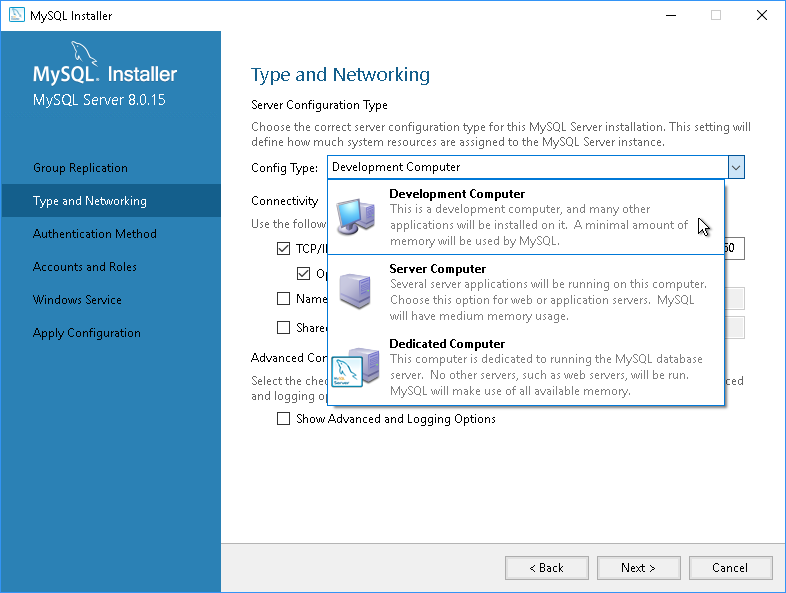 MySQL Installer
MySQL. Installer
MySQL Server 8.0.15
Group Replication
Type and Networking
Authentication Method
Accounts and Roles
Windows Service
Apply Configuration
Type and Networking
Server Configuration Type
Choose the correct server configuration type for this MySQL Server installation. This setting will
define how much system resources are assigned to the MySQL Server instance.
Config Type: Development Computer
Development Computer
This is a development computer, and many other
applications will be installed on it. A minimal amount of
memory will be used by MySQL.
Server Computer
Several server applications will be running on this computer.
Choose this option for web or application servers. MySQL
will have medium memory usage.
Dedicated Computer
This computer is dedicated to running the MySQL database
server. No other servers, such as web servers, will be run.
MySQL will make use of all available memory.
Connectivity
Use the follow
TCP/I
Op
Name
Share
Advanced Con
Select the che
and logging op
Show Advanced and Logging Options
< Back
Next >
Cancel